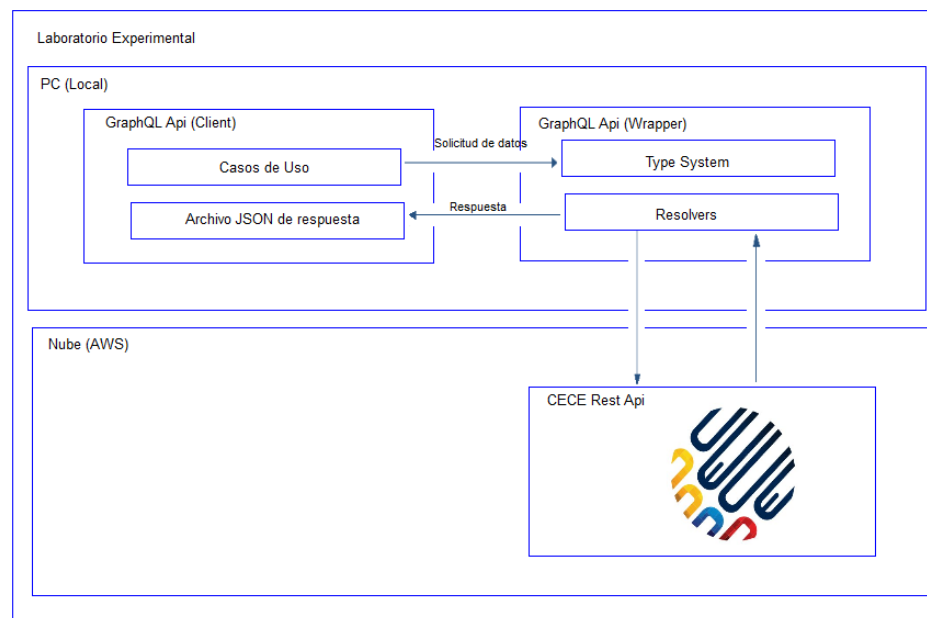 Laboratorio Experimental
PC (Local)
GraphQL Api (Client)
GraphQL Api (Wrapper)
Solicitud de datos
Casos de Uso
Type System
Respuesta
Archivo JSON de respuesta
Resolvers
Nube (AWS)
CECE Rest Api